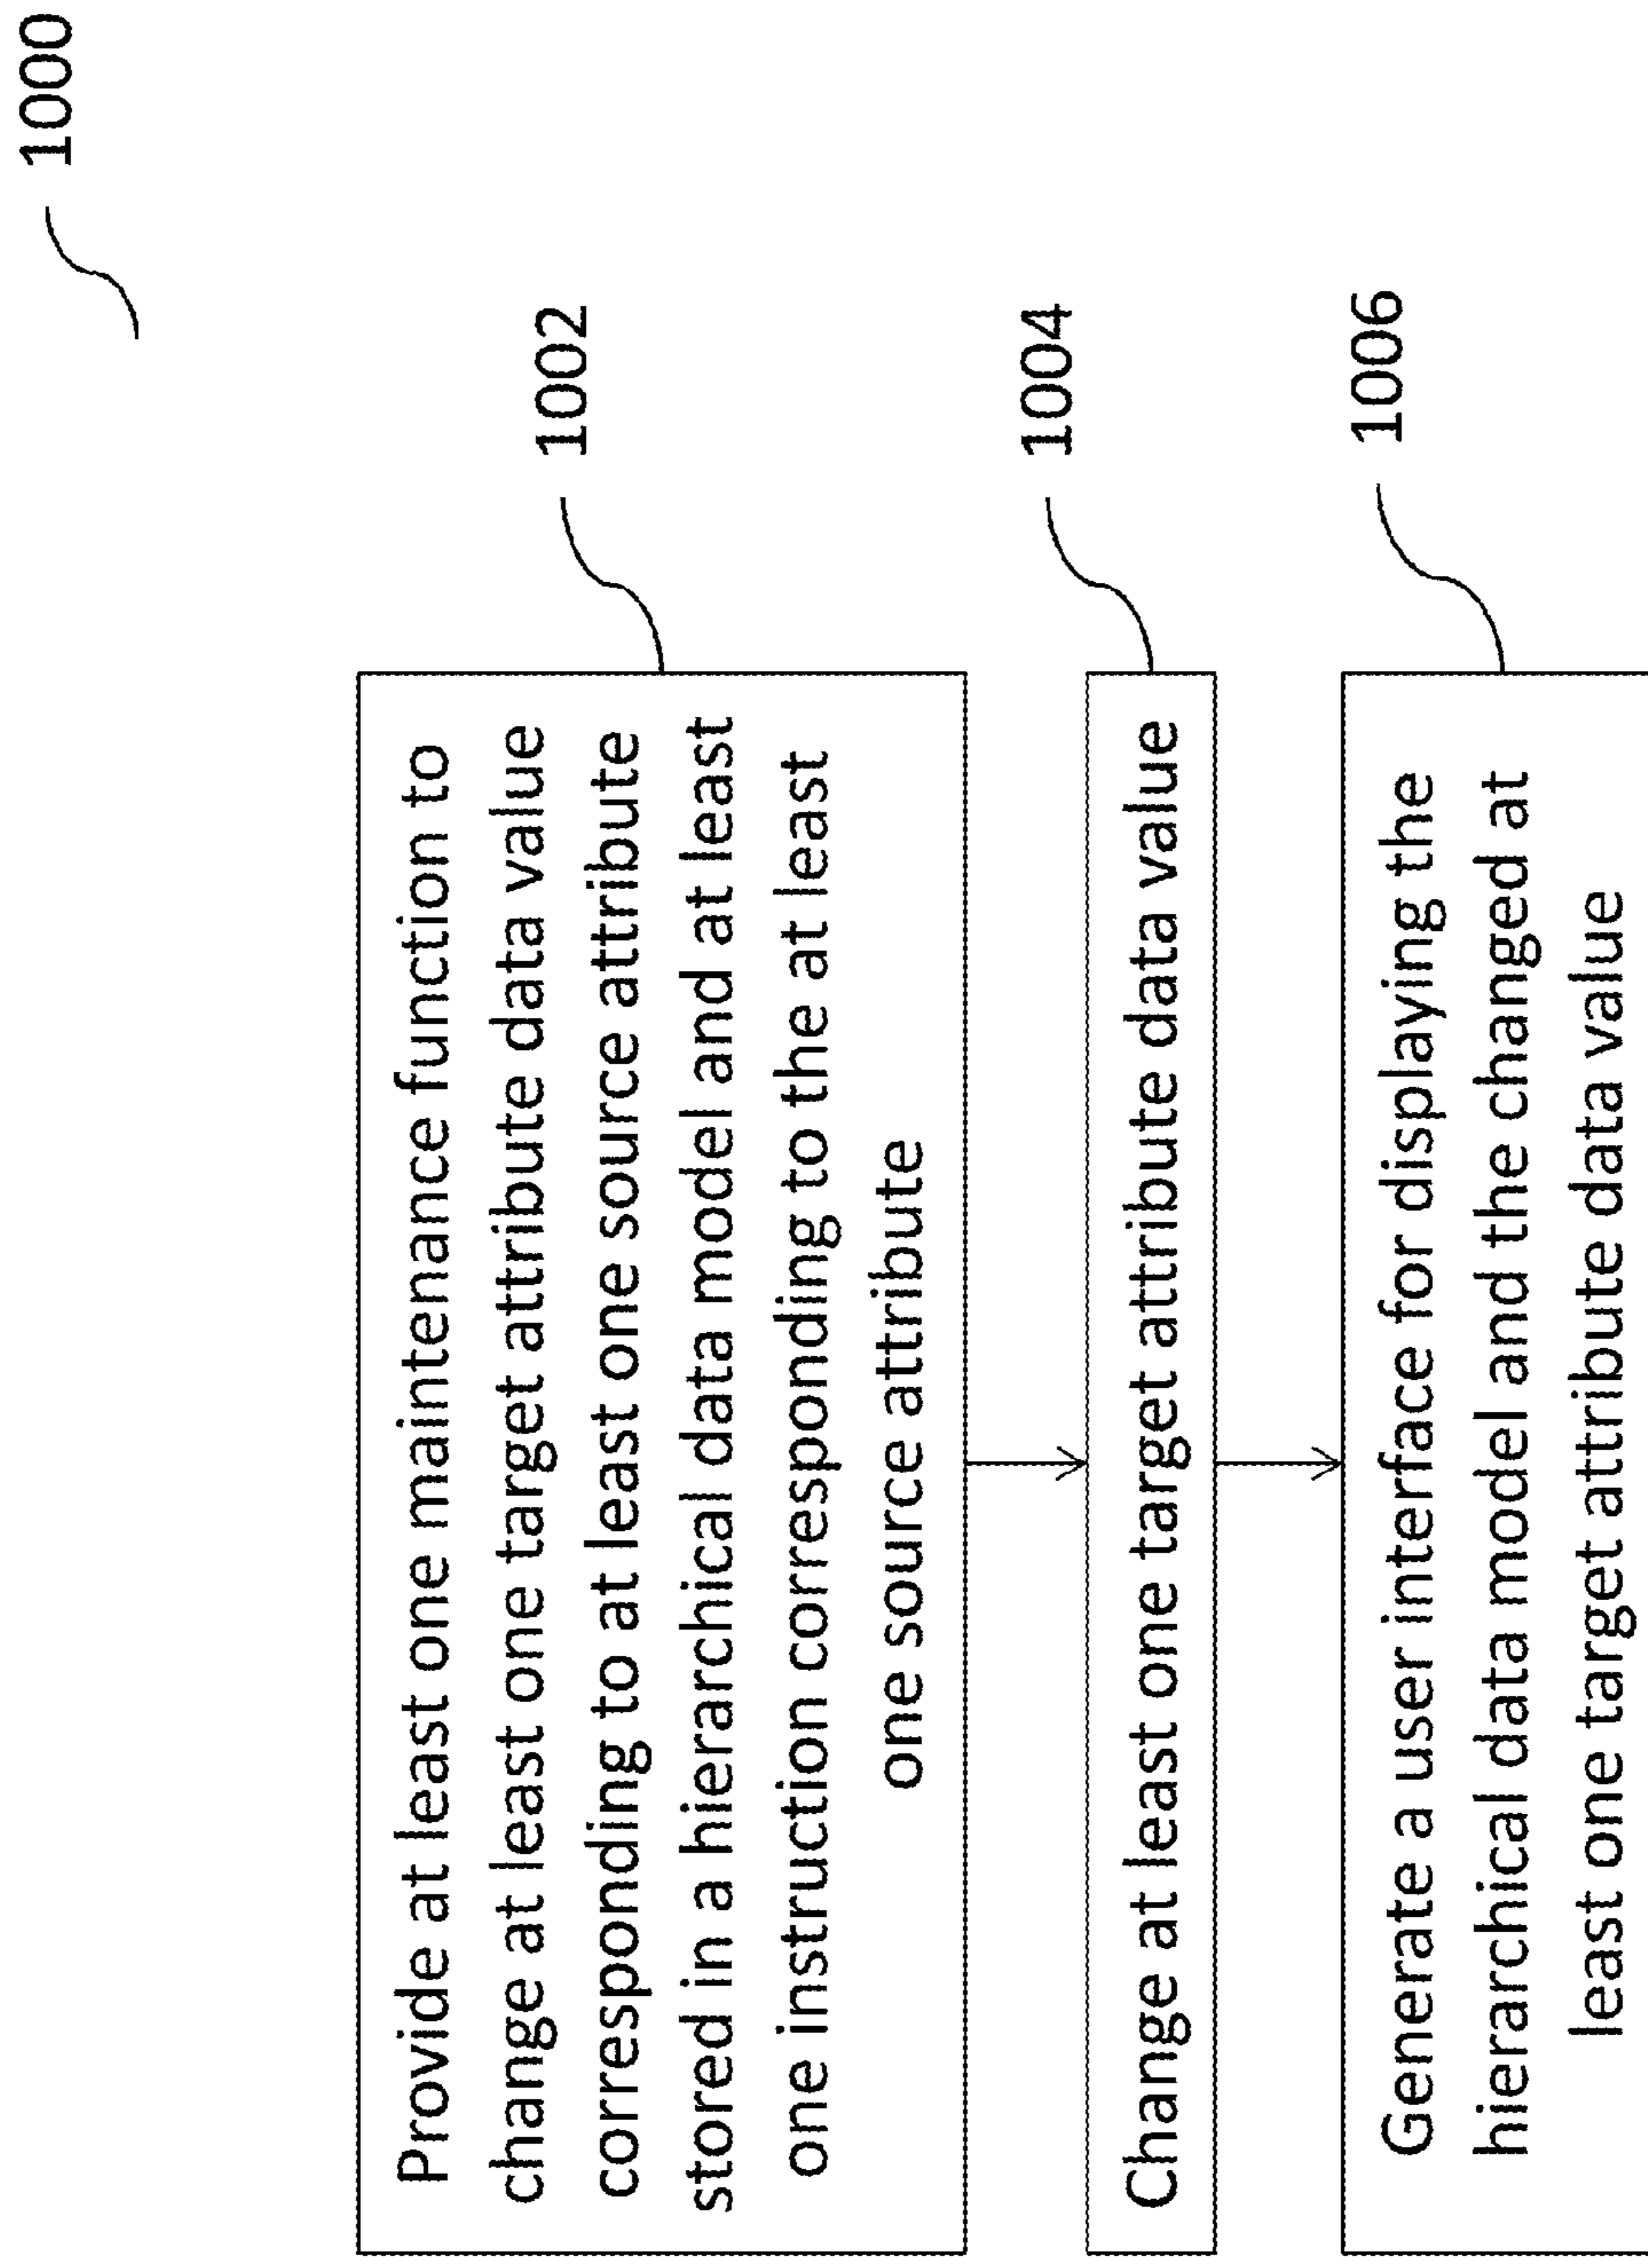 1000
Provide at least one maintenance function to
change at least one target attribute data value
corresponding to at least one source attribute
stored in a hierarchical data model and at least
one instruction corresponding to the at least
one source attribute
1002
Change at least one target attribute data value
1004
Generate a user interface for displaying the
hierarchical data model and the changed at
least one target attribute data value
1006